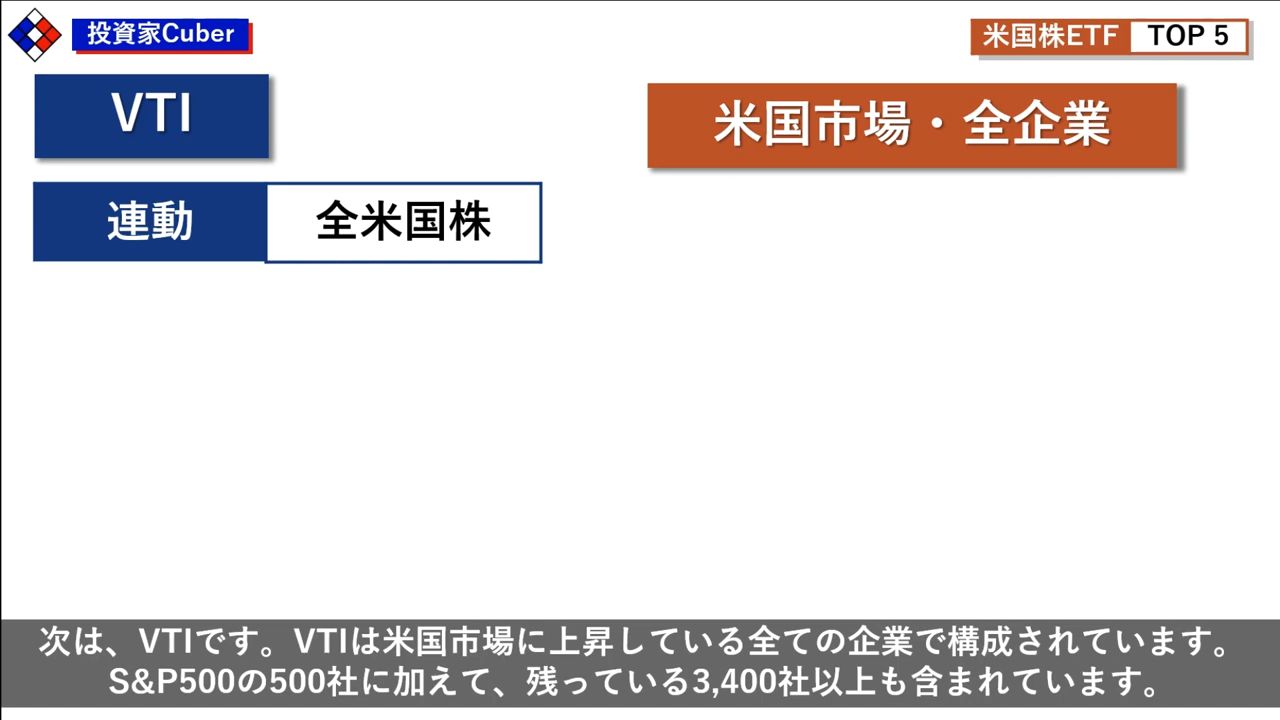 投資家Cuber
米国株ETF TOP 5
VTI
米国市場・全企業
連動 全米国株
次は、VTIです。VTIは米国市場に上昇している全ての企業で構成されています。
S&P500の500社に加えて、残っている3,400社以上も含まれています。